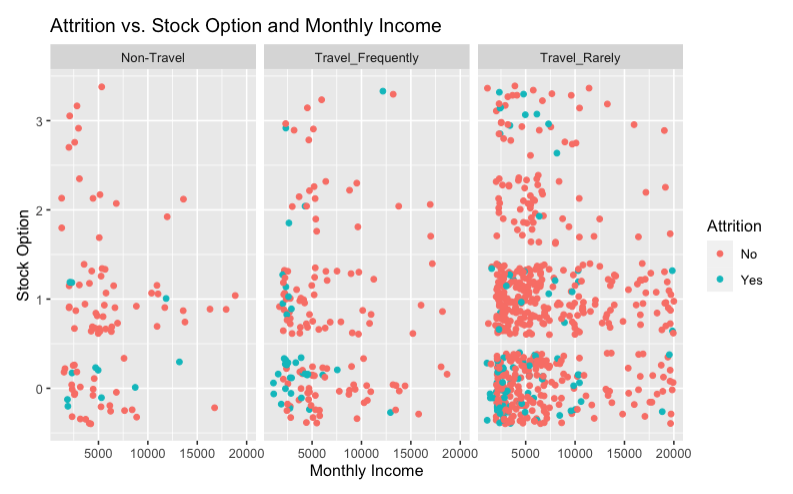 Attrition vs. Stock Option and Monthly Income
Non-Travel Travel_Frequently Travel_Rarely
3
2
1
0
Stock Option
5000 10000 15000 20000 5000 10000 15000 20000 5000 10000 15000 20000
Monthly Income
Attrition
No
Yes